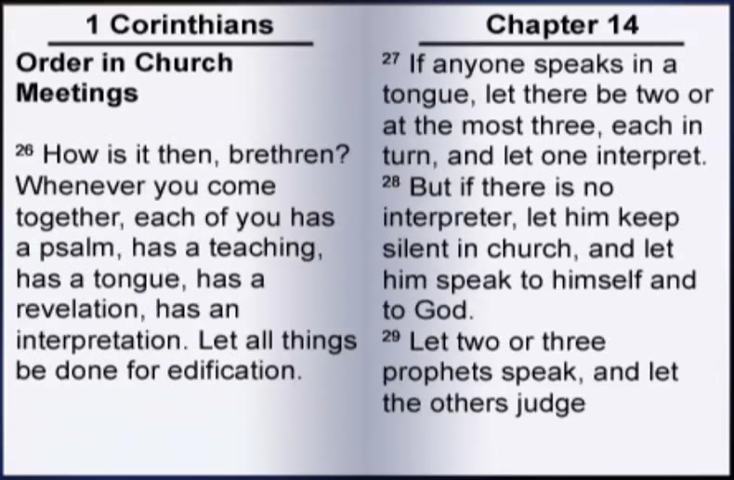 1 Corinthians
Order in Church
Meetings
26 How is it then, brethren?
Whenever you come
together, each of you has
a psalm, has a teaching,
has a tongue, has a
revelation, has an
interpretation. Let all things
be done for edification.
Chapter 14
27 If anyone speaks in a
tongue, let there be two or
at the most three, each in
turn, and let one interpret.
28 But if there is no
interpreter, let him keep
silent in church, and let
him speak to himself and
to God.
29 Let two or three
prophets speak, and let
the others judge